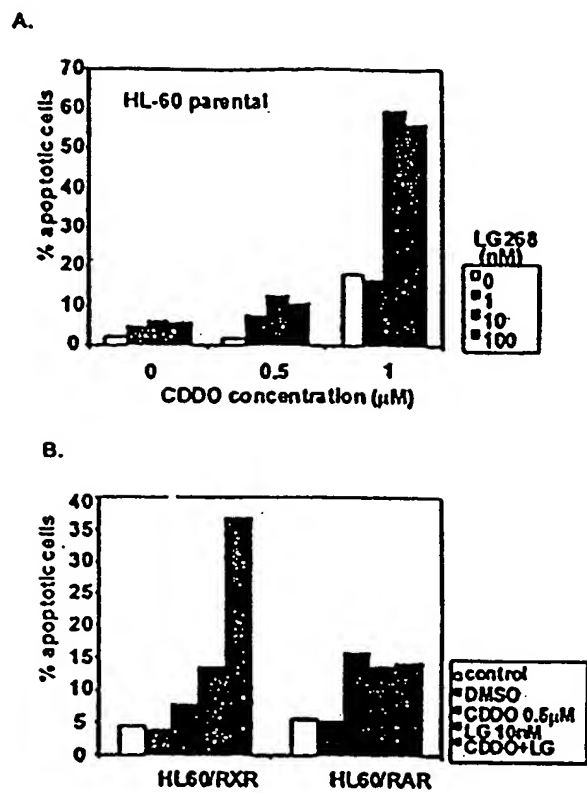 A.
70
60
50
40
30
20
10
0
HL-60 parental
% apoptotic cells
0 0.5 1
CDDO concentration (µM)
LG268
(nM)
0
1
10
100
B.
40
35
30
25
20
15
10
5
0
% apoptotic cells
HL60/RXR HL60/RAR
control
DMSO
CDDO 0.5µM
LG 10nM
CDDO+LG